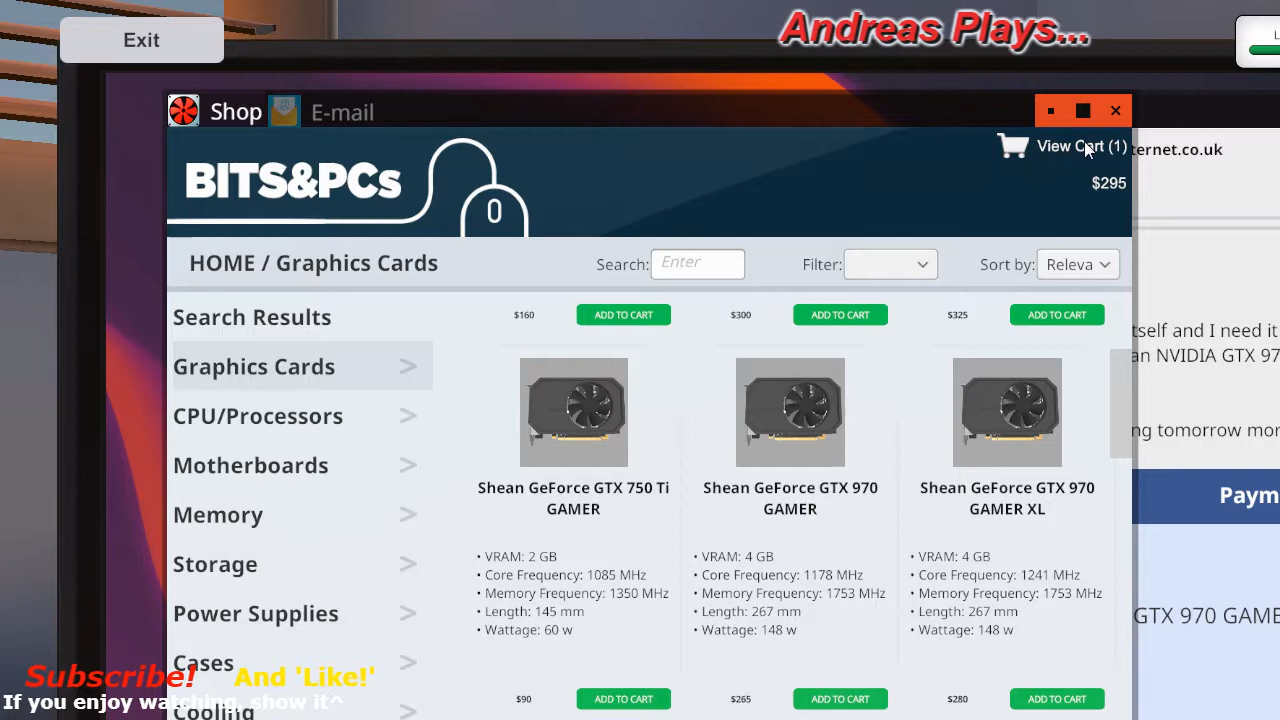 Exit
Andreas Plays...
L
Shop
E-mail
View Cart (1)
ternet.co.uk
$295
BITS&PCs
HOME / Graphics Cards
Search:
Enter
Filter:
Sort by:
Releva
Search Results
Graphics Cards >
CPU/Processors >
Motherboards >
Memory >
Storage >
Power Supplies >
Cases >
Cooling
$160
ADD TO CART
$300
ADD TO CART
$325
ADD TO CART
Shean GeForce GTX 750 Ti
GAMER
• VRAM: 2 GB
• Core Frequency: 1085 MHz
• Memory Frequency: 1350 MHz
• Length: 145 mm
• Wattage: 60 w
$90
ADD TO CART
Shean GeForce GTX 970
GAMER
• VRAM: 4 GB
• Core Frequency: 1178 MHz
• Memory Frequency: 1753 MHz
• Length: 267 mm
• Wattage: 148 w
$265
ADD TO CART
Shean GeForce GTX 970
GAMER XL
• VRAM: 4 GB
• Core Frequency: 1241 MHz
• Memory Frequency: 1753 MHz
• Length: 267 mm
• Wattage: 148 w
$280
ADD TO CART
tself and I need it
an NVIDIA GTX 97
ng tomorrow mor
Paym
GTX 970 GAME
Subscribe! And 'Like!'
If you enjoy watching, show it^